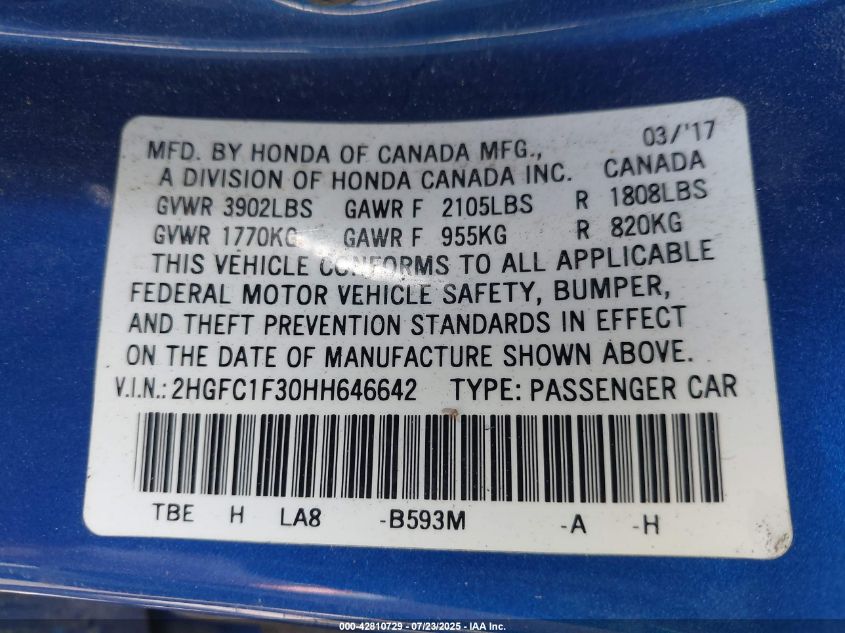 03/'17
MFD. BY HONDA OF CANADA MFG.,
A DIVISION OF HONDA CANADA INC. CANADA
GVWR 3902LBS GAWR F 2105LBS R 1808LBS
GVWR 1770KG GAWR F 955KG R 820KG
THIS VEHICLE CONFORMS TO ALL APPLICABLE
FEDERAL MOTOR VEHICLE SAFETY, BUMPER,
AND THEFT PREVENTION STANDARDS IN EFFECT
ON THE DATE OF MANUFACTURE SHOWN ABOVE.
V.I.N.: 2HGFC1F30HH646642 TYPE: PASSENGER CAR
TBE H LA8 -B593M -A -H
000-42810729 - 07/23/2025 - IAA Inc.